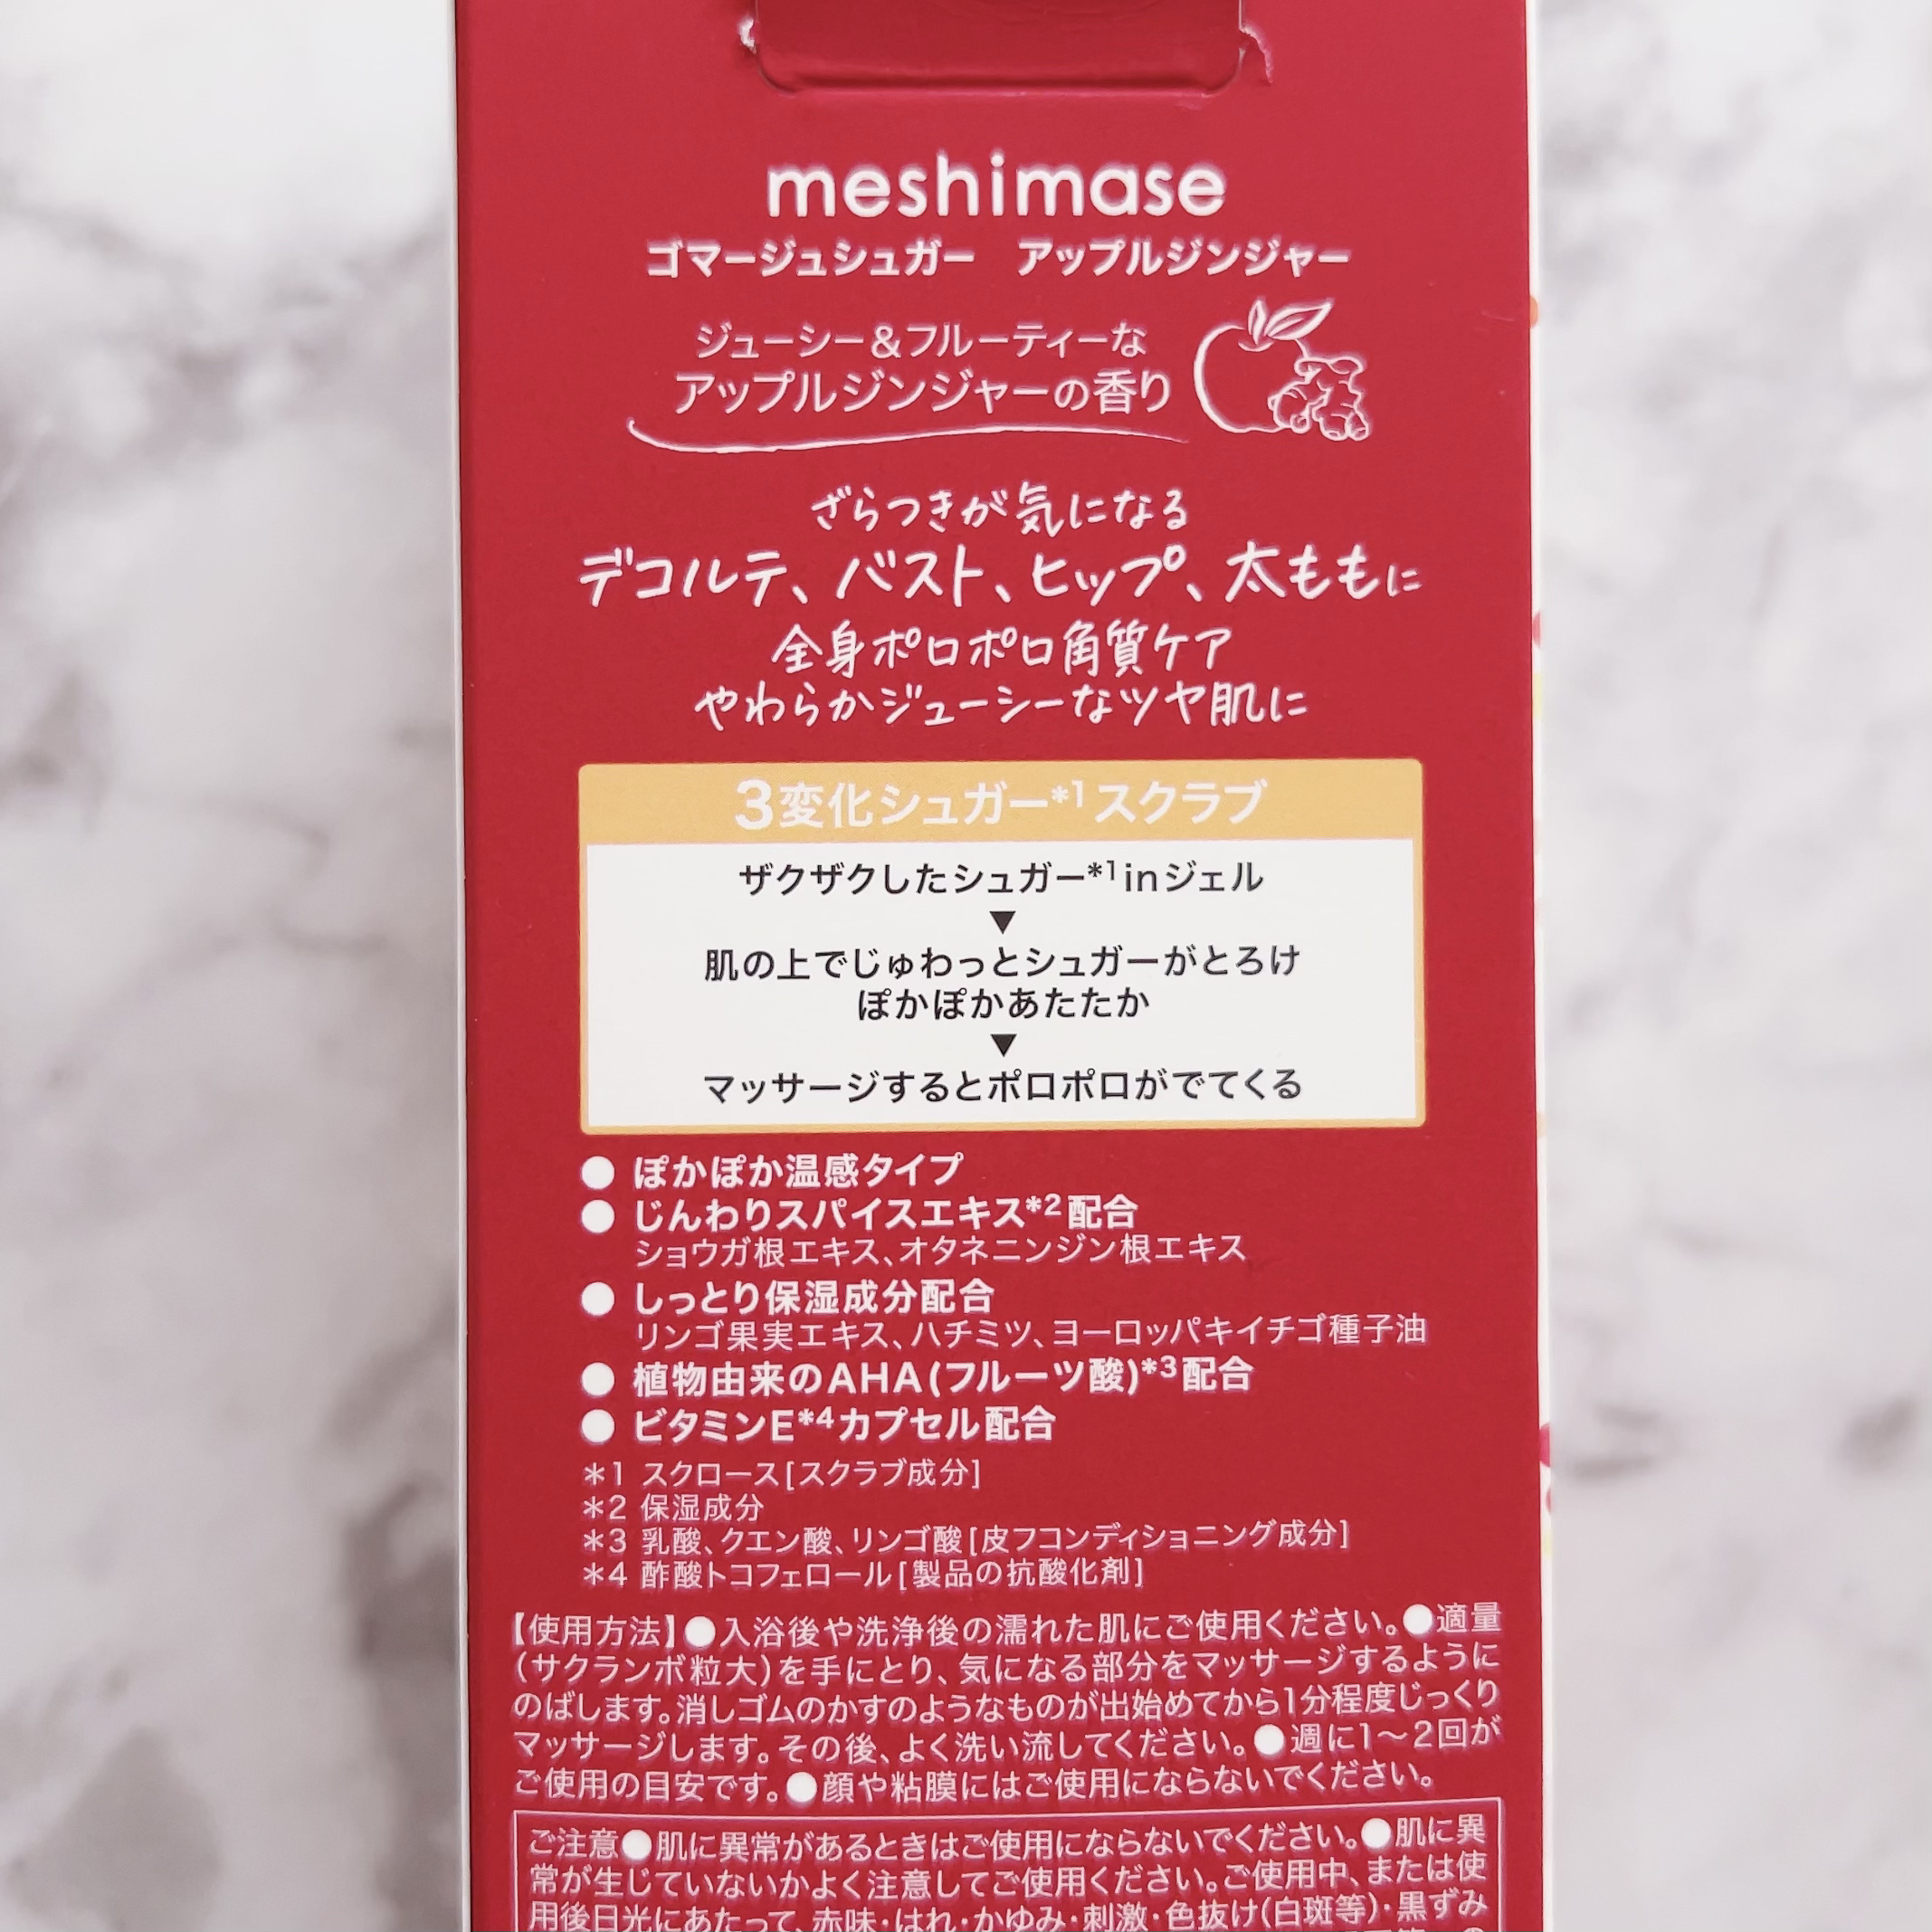 meshimase
ゴマージュシュガー　アップルジンジャー
ジューシー&フルーティーな
アップルジンジャーの香り
ざらつきが気になる
デコルテ、バスト、ヒップ、太ももに
全身ポロポロ角質ケア
やわらかジューシーなツヤ肌に
3変化シュガー*1スクラブ
ザクザクしたシュガー*1inジェル
▼
肌の上でじゅわっとシュガーがとろけ
ぽかぽかあたたか
▼
マッサージするとポロポロがでてくる
●ぽかぽか温感タイプ
●じんわりスパイスエキス*2配合
ショウガ根エキス、オタネニンジン根エキス
●しっとり保湿成分配合
リンゴ果実エキス、ハチミツ、ヨーロッパキイチゴ種子油
●植物由来のAHA(フルーツ酸)*3配合
●ビタミンE*4カプセル配合
*1 スクロース[スクラブ成分]
*2 保湿成分
*3 乳酸、クエン酸、リンゴ酸[皮フコンディショニング成分]
*4 酢酸トコフェロール[製品の抗酸化剤]
【使用方法】●入浴後や洗浄後の濡れた肌にご使用ください。●適量
(サクランボ粒大)を手にとり、気になる部分をマッサージするように
のばします。消しゴムのかすのようなものが出始めてから1分程度じっくり
マッサージします。その後、よく洗い流してください。●週に1〜2回が
ご使用の目安です。●顔や粘膜にはご使用にならないでください。
ご注意●肌に異常があるときはご使用にならないでください。●肌に異
常が生じていないかよく注意してご使用ください。ご使用中、または使
用後日光にあたって、赤味・はれ・かゆみ・刺激・色抜け(白斑等)・黒ずみ